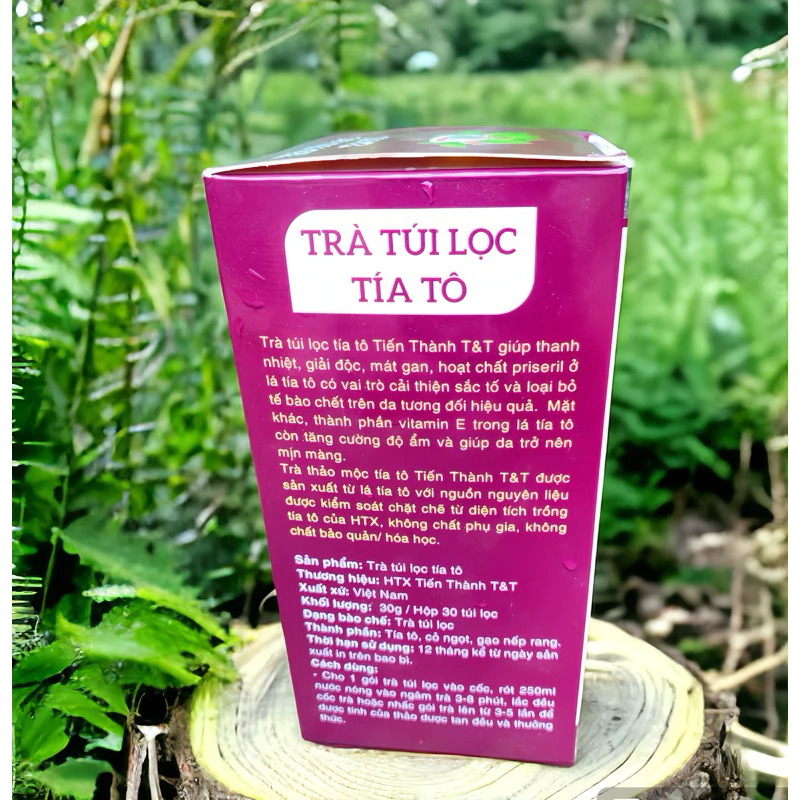 TRÀ TÚI LỌC
TÍA TÔ
Trà túi lọc tía tô Tiến Thành T&T giúp thanh
nhiệt, giải độc, mát gan, hoạt chất priseril ở
lá tía tô có vai trò cải thiện sắc tố và loại bỏ
tế bào chết trên da tương đối hiệu quả. Mặt
khác, thành phần vitamin E trong lá tía tô
còn tăng cường độ ẩm và giúp da trở nên
mịn màng.
Trà thảo mộc tía tô Tiến Thành T&T được
sản xuất từ lá tía tô với nguồn nguyên liệu
được kiểm soát chặt chẽ từ diện tích trồng
tía tô của HTX, không chất phụ gia, không
chất bảo quản/ hóa học.
Sản phẩm: Trà túi lọc tía tô
Thương hiệu: HTX Tiến Thành T&T
Xuất xứ: Việt Nam
Khối lượng: 30g / Hộp 30 túi lọc
Dạng bào chế: Trà túi lọc
Thành phần: Tía tô, cỏ ngọt, gạo nếp rang.
Thời hạn sử dụng: 12 tháng kể từ ngày sản
xuất in trên bao bì.
Cách dùng:
- Cho 1 gói trà túi lọc vào cốc, rót 250ml
nước nóng vào ngâm trà 3-8 phút, lắc đều
cốc trà hoặc nhấc gói trà lên từ 3-5 lần để
dược tính của thảo dược tan đều và thưởng
thức.